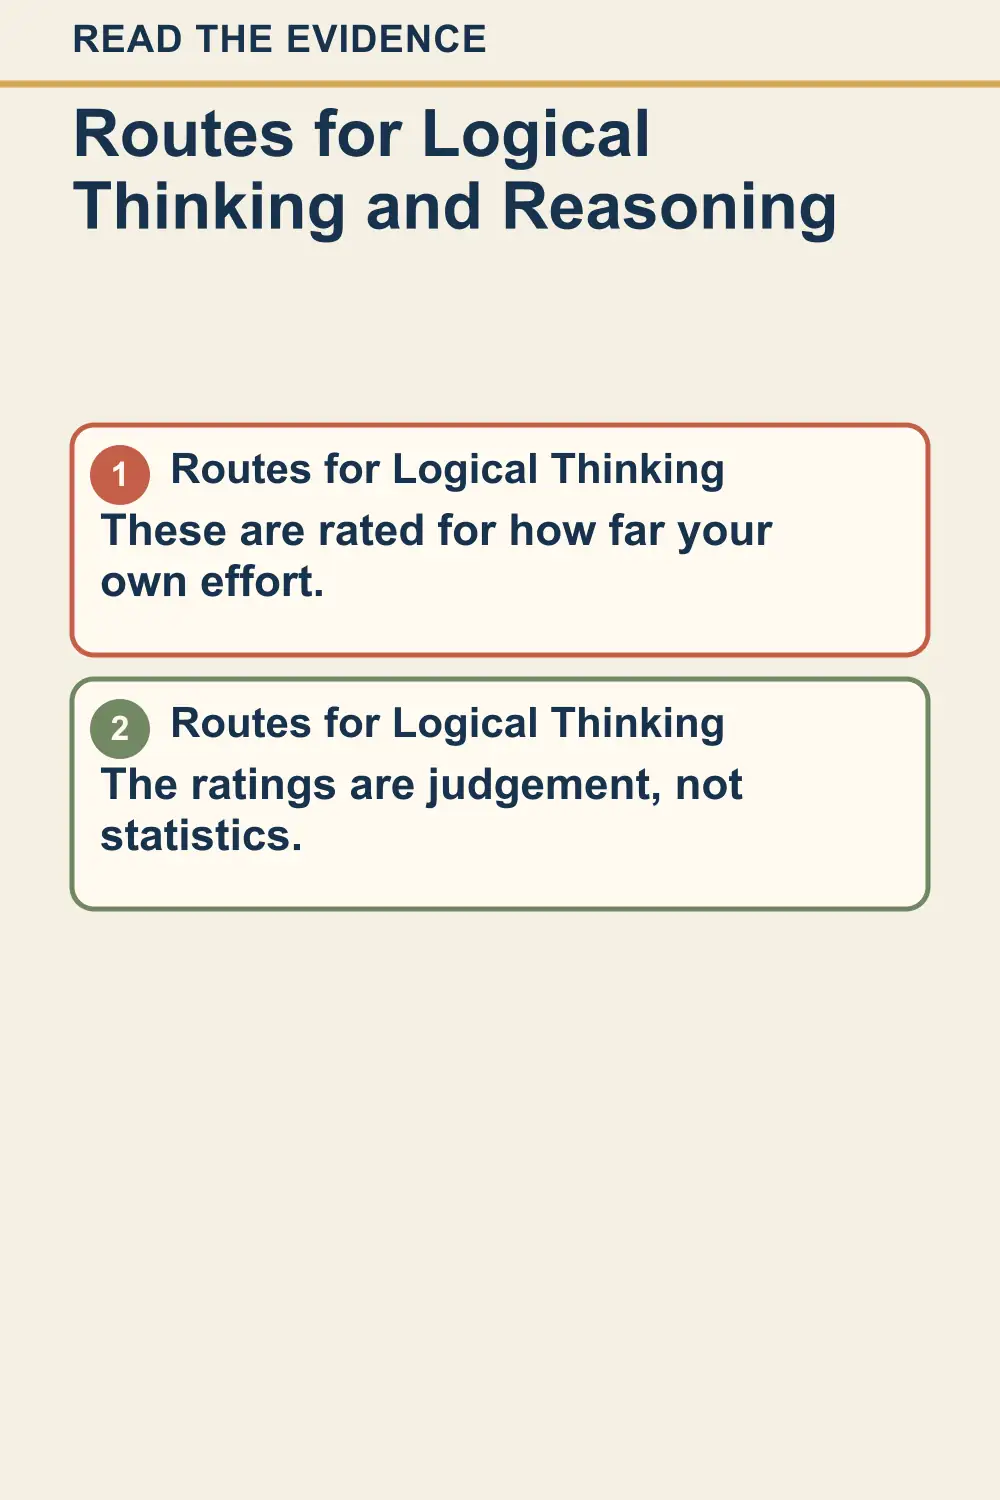 READ THE EVIDENCE
Routes for Logical
Thinking and Reasoning
1 Routes for Logical Thinking
These are rated for how far your
own effort.
2 Routes for Logical Thinking
The ratings are judgement, not
statistics.